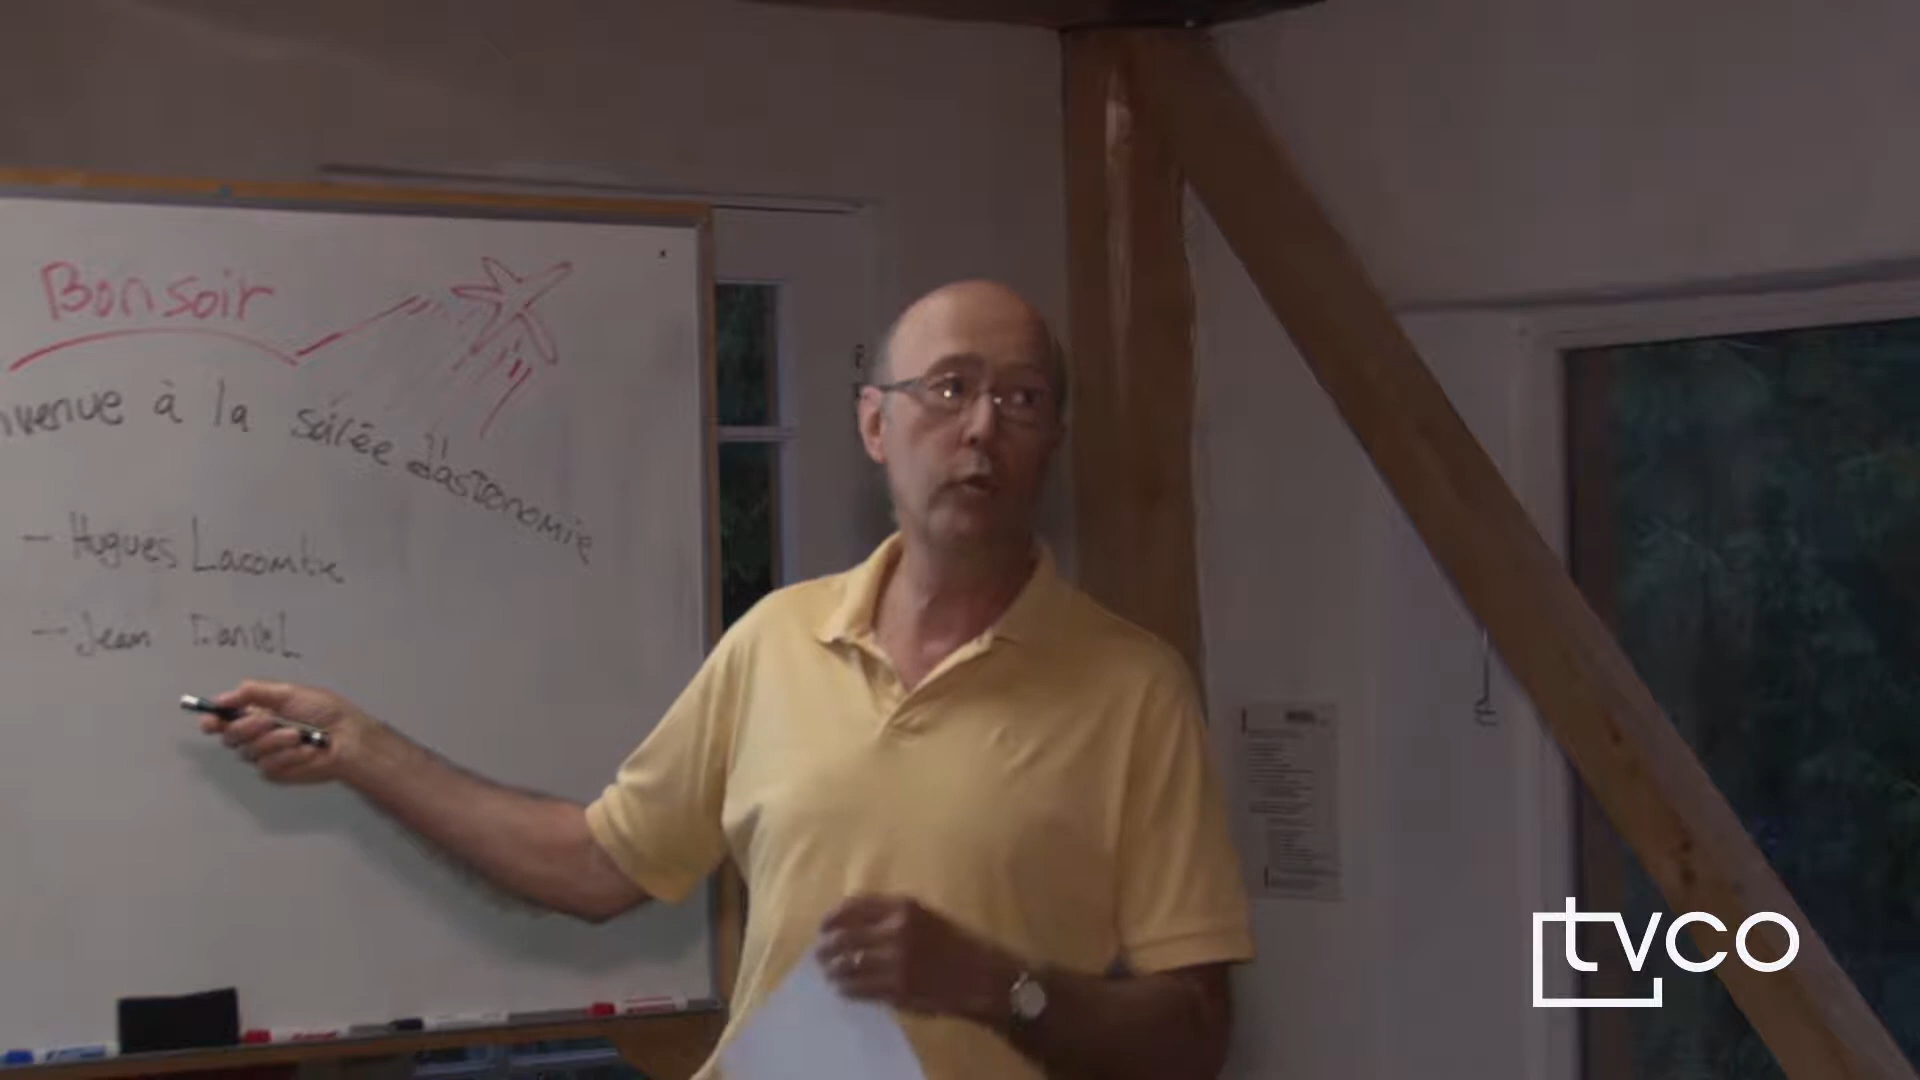 Bonsoir
nvenue à la soirée d'astronomie
- Hugues Lacombe
- Jean Daniel
tvco